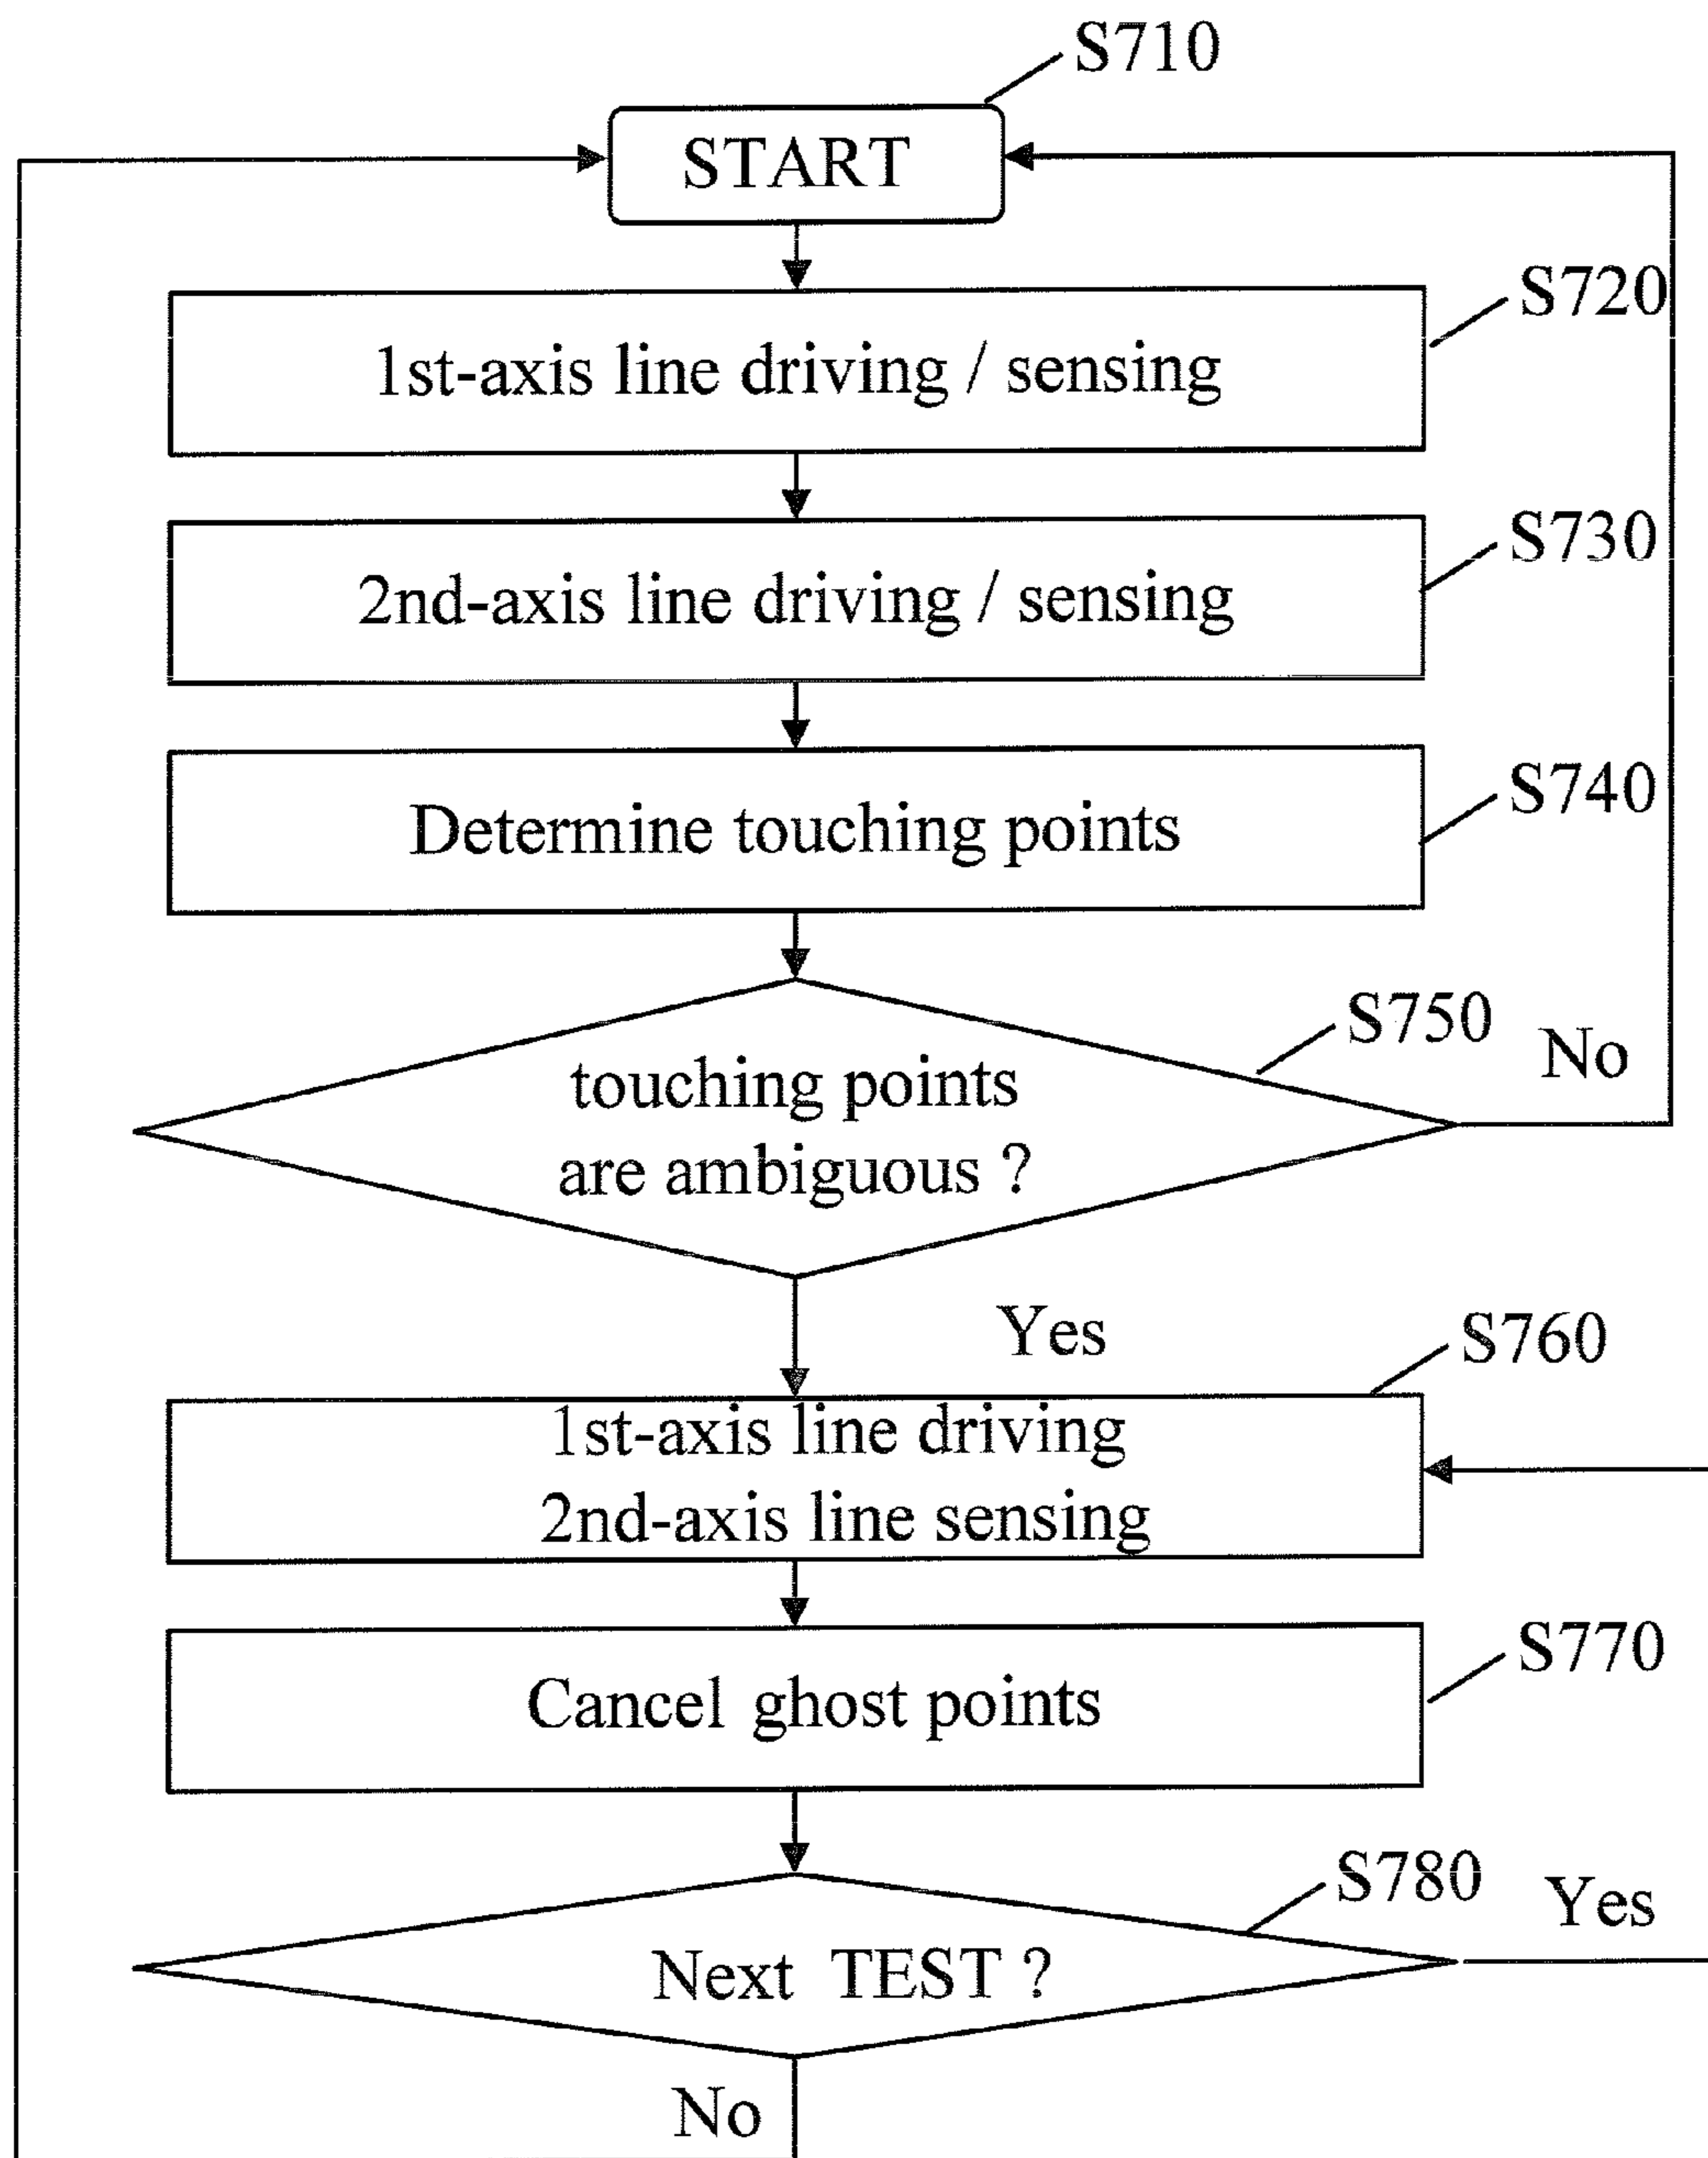 S710
START
S720
1st-axis line driving / sensing
S730
2nd-axis line driving / sensing
S740
Determine touching points
S750
No
touching points
are ambiguous ?
Yes
S760
1st-axis line driving
2nd-axis line sensing
S770
Cancel ghost points
S780
Yes
Next TEST ?
No